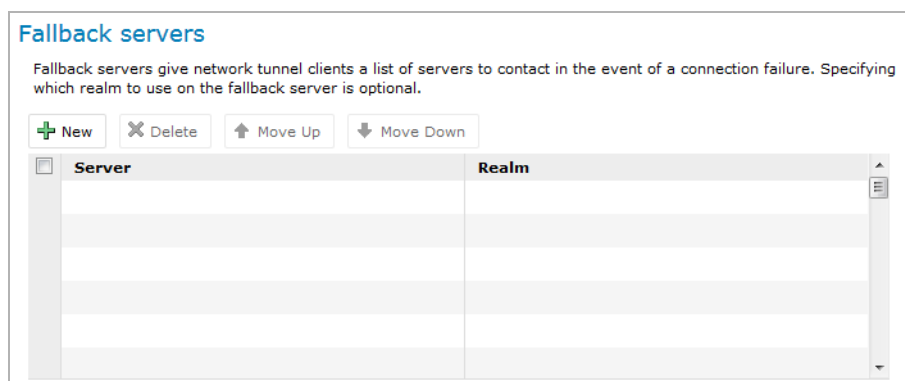 Fallback servers
Fallback servers give network tunnel clients a list of servers to contact in the event of a connection failure. Specifying
which realm to use on the fallback server is optional.
New Delete Move Up Move Down
Server Realm